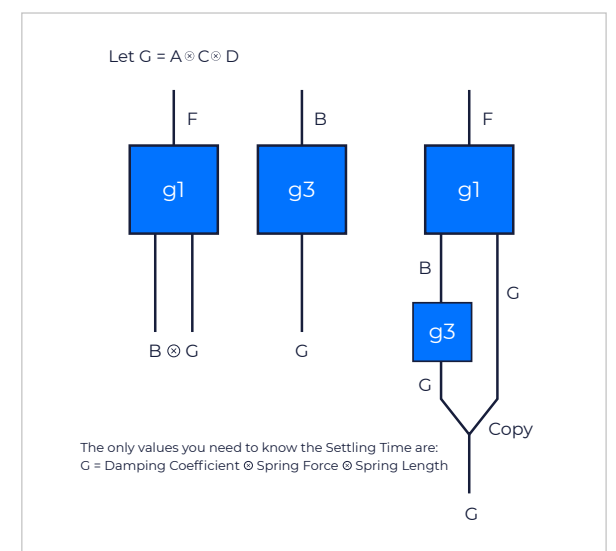 Let G = A ⊗ C ⊗ D
F
B
F
g1
g3
g1
B
G
g3
B ⊗ G
G
G
Copy
The only values you need to know the Settling Time are:
G = Damping Coefficient ⊗ Spring Force ⊗ Spring Length
G